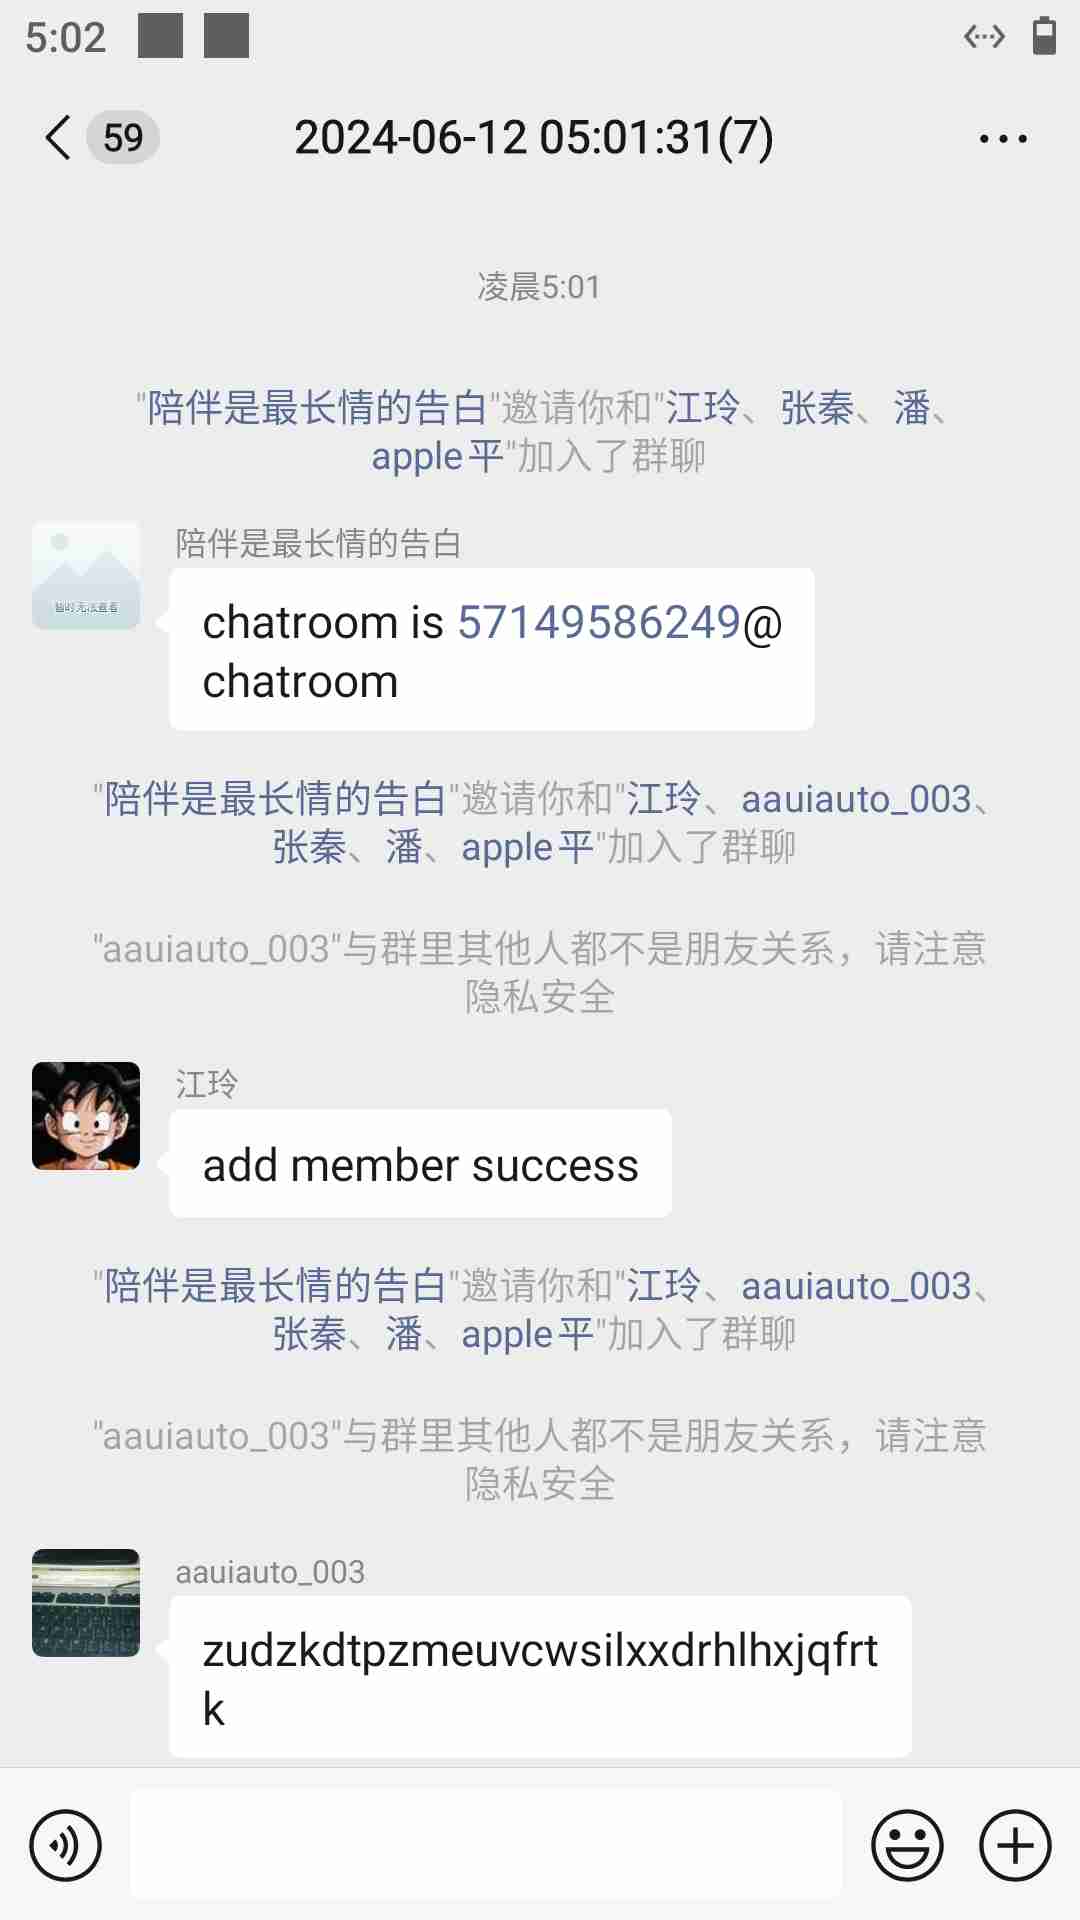 5:02
59
2024-06-12 05:01:31(7)
凌晨5:01
"陪伴是最长情的告白"邀请你和"江玲、张秦、潘、
apple平"加入了群聊
陪伴是最长情的告白
暂时无法查看
chatroom is 57149586249@
chatroom
"陪伴是最长情的告白"邀请你和"江玲、aauiauto_003、
张秦、潘、apple平"加入了群聊
"aauiauto_003"与群里其他人都不是朋友关系，请注意
隐私安全
江玲
add member success
"陪伴是最长情的告白"邀请你和"江玲、aauiauto_003、
张秦、潘、apple平"加入了群聊
"aauiauto_003"与群里其他人都不是朋友关系，请注意
隐私安全
aauiauto_003
zudzkdtpzmeuvcwsilxxdrhlhxjqfrt
k